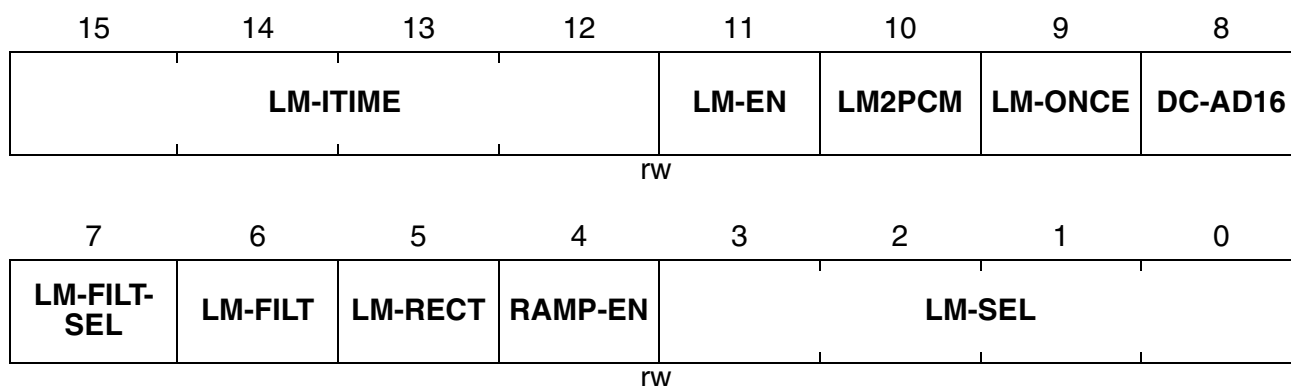 15 14 13 12 11 10 9 8
LM-ITIME LM-EN LM2PCM LM-ONCE DC-AD16
rw
7 6 5 4 3 2 1 0
LM-FILT-
SEL LM-FILT LM-RECT RAMP-EN LM-SEL
rw